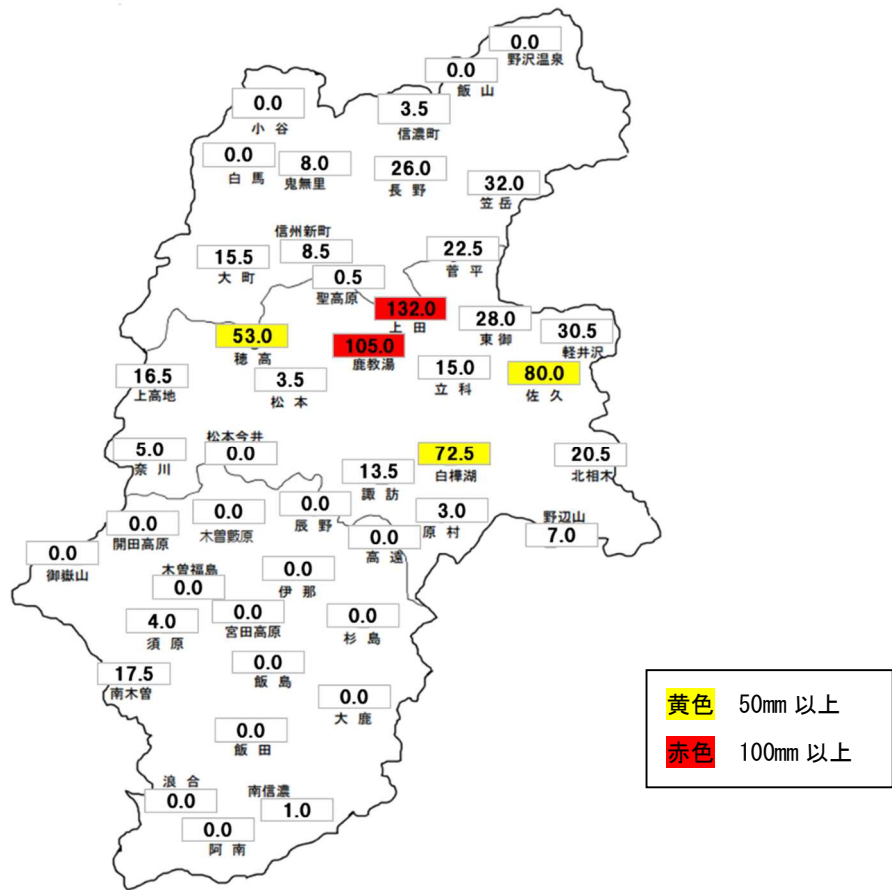 0.0
野沢温泉
0.0
飯山
0.0
小谷
3.5
信濃町
0.0
白馬
8.0
鬼無里
26.0
長野
32.0
笠岳
信州新町
8.5
15.5
大町
22.5
菅平
0.5
聖高原
132.0
上田
28.0
東御
30.5
軽井沢
53.0
穂高
105.0
鹿教湯
15.0
立科
80.0
佐久
16.5
上高地
3.5
松本
5.0
奈川
松本今井
0.0
72.5
白樺湖
20.5
北相木
13.5
諏訪
0.0
辰野
3.0
原村
野辺山
7.0
0.0
開田高原
0.0
木曽藪原
0.0
高遠
0.0
御嶽山
木曽福島
0.0
0.0
伊那
4.0
須原
0.0
宮田高原
0.0
杉島
17.5
南木曽
0.0
飯島
0.0
大鹿
0.0
飯田
浪合
0.0
南信濃
1.0
0.0
阿南
黄色 50mm 以上
赤色 100mm 以上